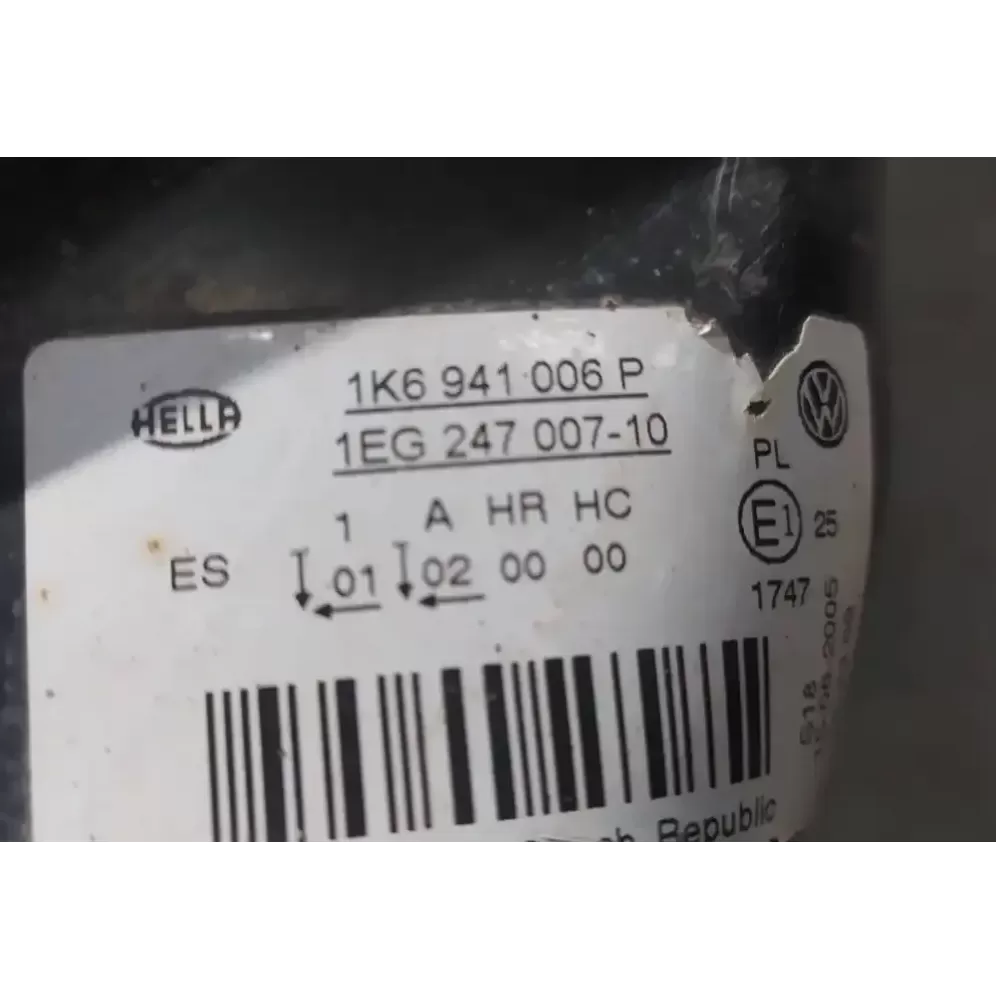 HELLA
1K6 941 006 P
1EG 247 007-10
PL
1 A HR HC
E1 25
ES 01 02 00 00
1747
518
Republic